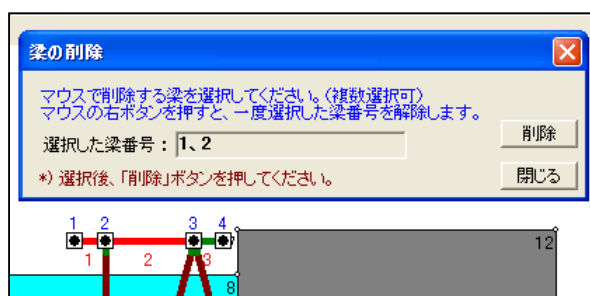 梁の削除
マウスで削除する梁を選択してください。(複数選択可)
マウスの右ボタンを押すと、一度選択した梁番号を解除します。
選択した梁番号: 1、2
削除
*) 選択後、「削除」ボタンを押してください。
閉じる
1 2 3 4
7 12
1 2 3
8